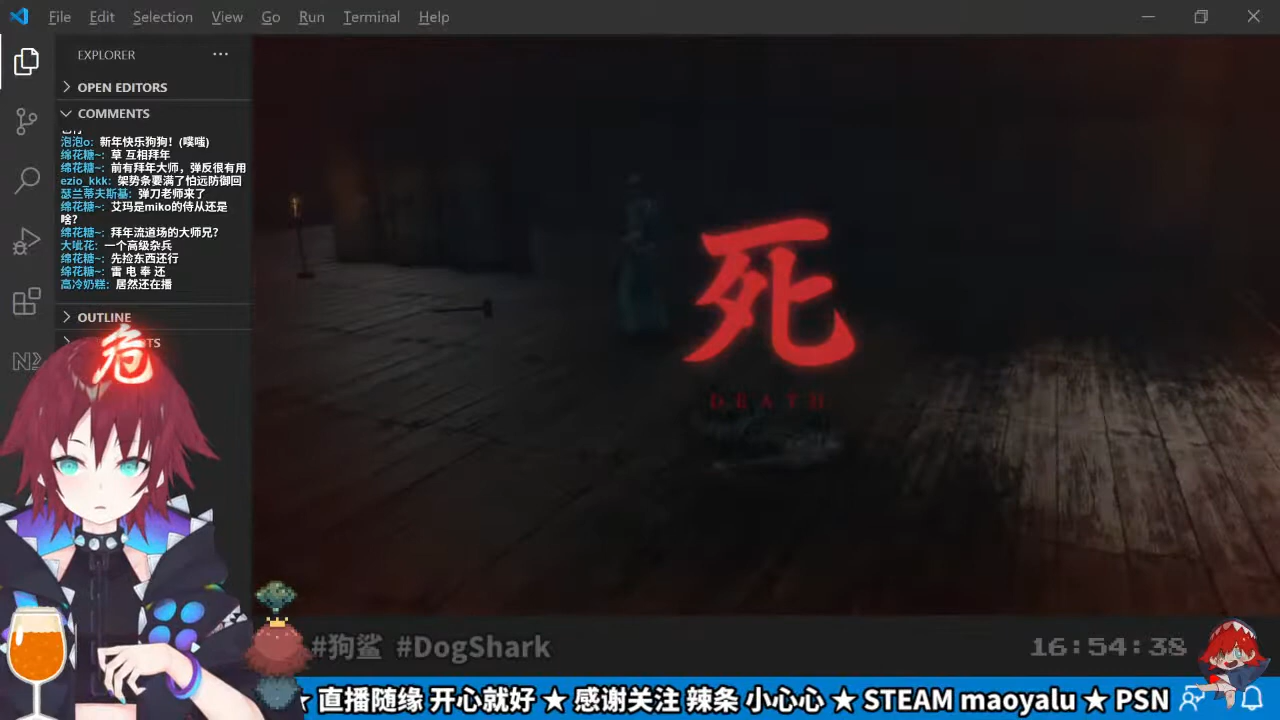 File Edit Selection View Go Run Terminal Help
EXPLORER
OPEN EDITORS
COMMENTS
泡泡o: 新年快乐狗狗! (噗嗤)
绵花糖~: 草 互相拜年
绵花糖~: 前有拜年大师，弹反很有用
ezio_kkk: 架势条要满了怕远防御回
瑟兰蒂夫斯基: 弹刀老师来了
绵花糖~: 艾玛是miko的侍从还是
啥?
绵花糖~: 拜年流道场的大师兄?
大呲花: 一个高级杂兵
绵花糖~: 先捡东西还行
绵花糖~: 雷 电 奉 还
高冷奶糕: 居然还在播
OUTLINE
危
死
DEATH
#狗鲨 #DogShark
16:54:38
★ 直播随缘 开心就好 ★ 感谢关注 辣条 小心心 ★ STEAM maoyalu ★ PSN